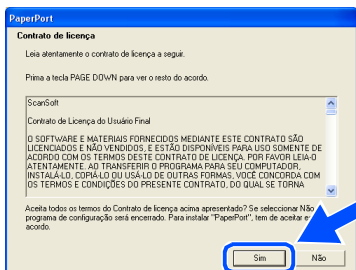 PaperPort
Contrato de licença
Leia atentamente o contrato de licença a seguir.
Prima a tecla PAGE DOWN para ver o resto do acordo.
ScanSoft
Contrato de Licença do Usuário Final
O SOFTWARE E MATERIAIS FORNECIDOS MEDIANTE ESTE CONTRATO SÃO
LICENCIADOS E NÃO VENDIDOS, E ESTÃO DISPONÍVEIS PARA USO SOMENTE DE
ACORDO COM OS TERMOS DESTE CONTRATO DE LICENÇA. POR FAVOR LEIA-O
ATENTAMENTE. AO TRANSFERIR O PROGRAMA PARA SEU COMPUTADOR,
INSTALÁ-LO, COPIÁ-LO OU USÁ-LO DE OUTRAS FORMAS, VOCÊ CONCORDA COM
OS TERMOS E CONDIÇÕES DO PRESENTE CONTRATO, DO QUAL SE TORNA
Aceita todos os termos do Contrato de licença acima apresentado? Se seleccionar Não
programa de configuração será encerrado. Para instalar "PaperPort", tem de aceitar
acordo.
Sim
Não